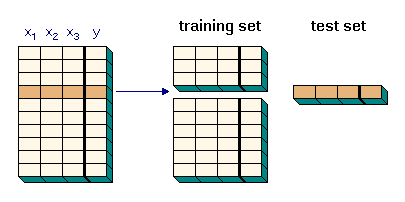 training set
test set
x1 x2 x3 y